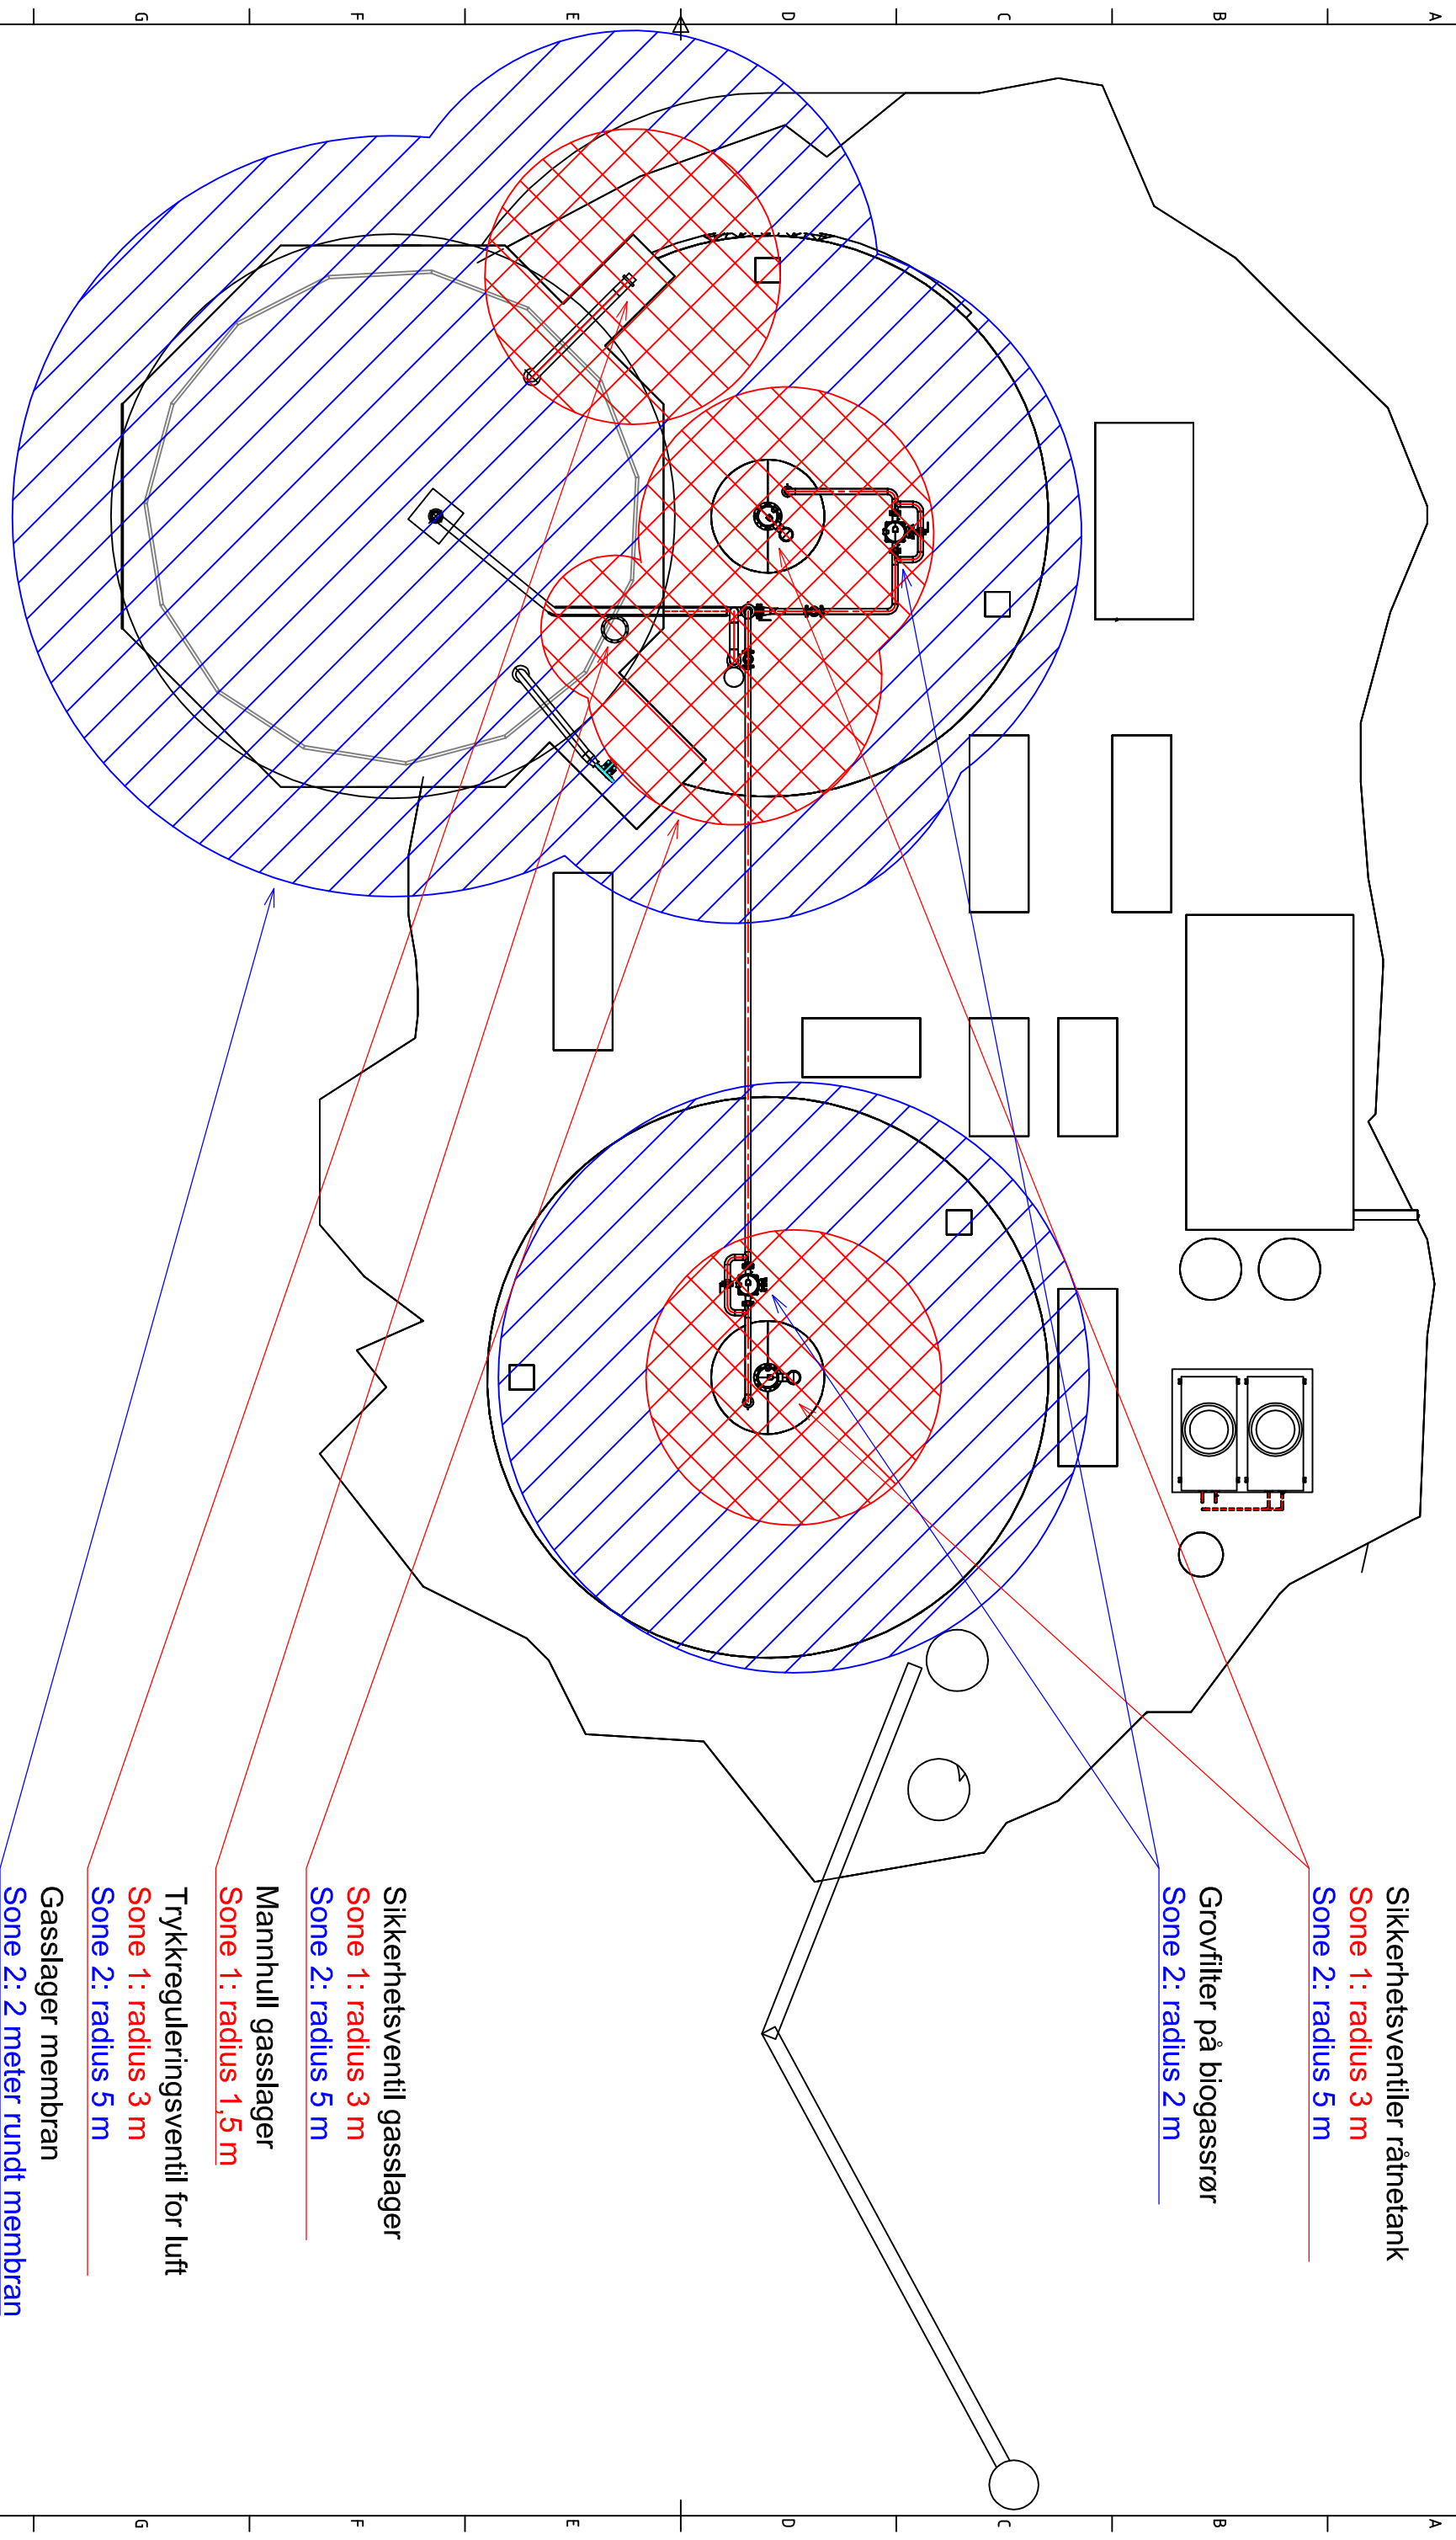 A
B
C
D
E
F
G
Sikkerhetsventiler råtnetank
Sone 1: radius 3 m
Sone 2: radius 5 m
Grovfilter på biogassrør
Sone 2: radius 2 m
Sikkerhetsventil gasslager
Sone 1: radius 3 m
Sone 2: radius 5 m
Mannhull gasslager
Sone 1: radius 1,5 m
Trykkreguleringsventil for luft
Sone 1: radius 3 m
Sone 2: radius 5 m
Gasslager membran
Sone 2: 2 meter rundt membran
A
B
C
D
E
F
G